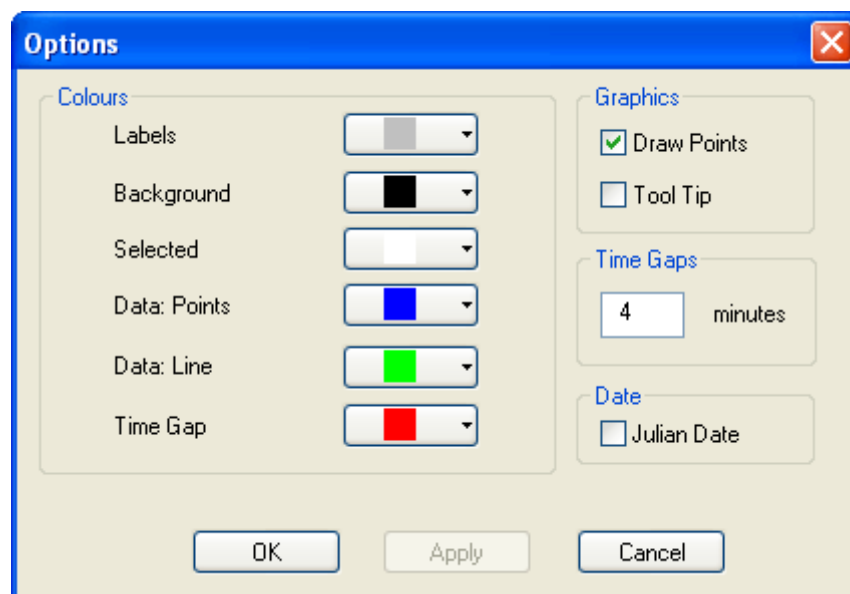 Options
Colours
Labels
Background
Selected
Data: Points
Data: Line
Time Gap
Graphics
Draw Points
Tool Tip
Time Gaps
4 minutes
Date
Julian Date
OK Apply Cancel